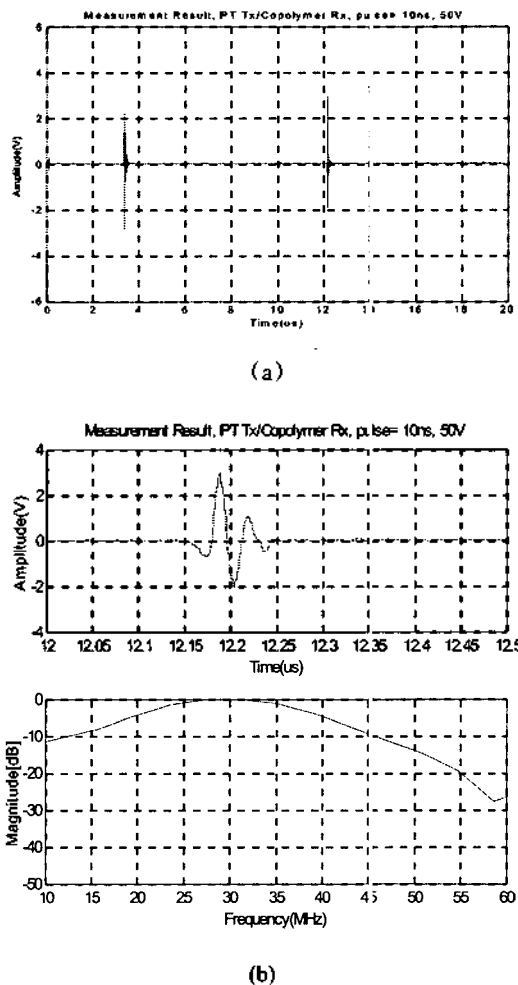 Measurement Result, PT Tx/Copolymer Rx, pulse= 10ns, 50V
6
4
2
0
-2
-4
-6
Amplitude(V)
0 2 4 6 8 10 12 14 16 18 20
Time(us)
(a)
Measurement Result, PT Tx/Copolymer Rx, pulse= 10ns, 50V
4
2
0
-2
-4
Amplitude(V)
12 12.05 12.1 12.15 12.2 12.25 12.3 12.35 12.4 12.45 12.5
Time(us)
0
-10
-20
-30
-40
-50
Magnitude[dB]
10 15 20 25 30 35 40 45 50 55 60
Frequency(MHz)
(b)